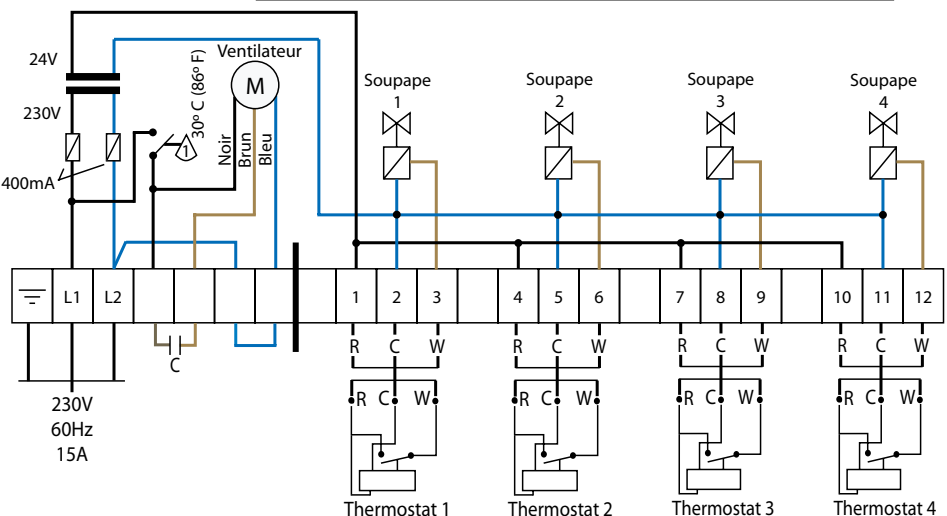 24V
230V
400mA
30º C (86º F)
1
Ventilateur
M
Noir
Brun
Bleu
Soupape
1
Soupape
2
Soupape
3
Soupape
4
L1 L2 1 2 3 4 5 6 7 8 9 10 11 12
C
R C W R C W R C W R C W
R C W R C W R C W R C W
230V
60Hz
15A
Thermostat 1 Thermostat 2 Thermostat 3 Thermostat 4